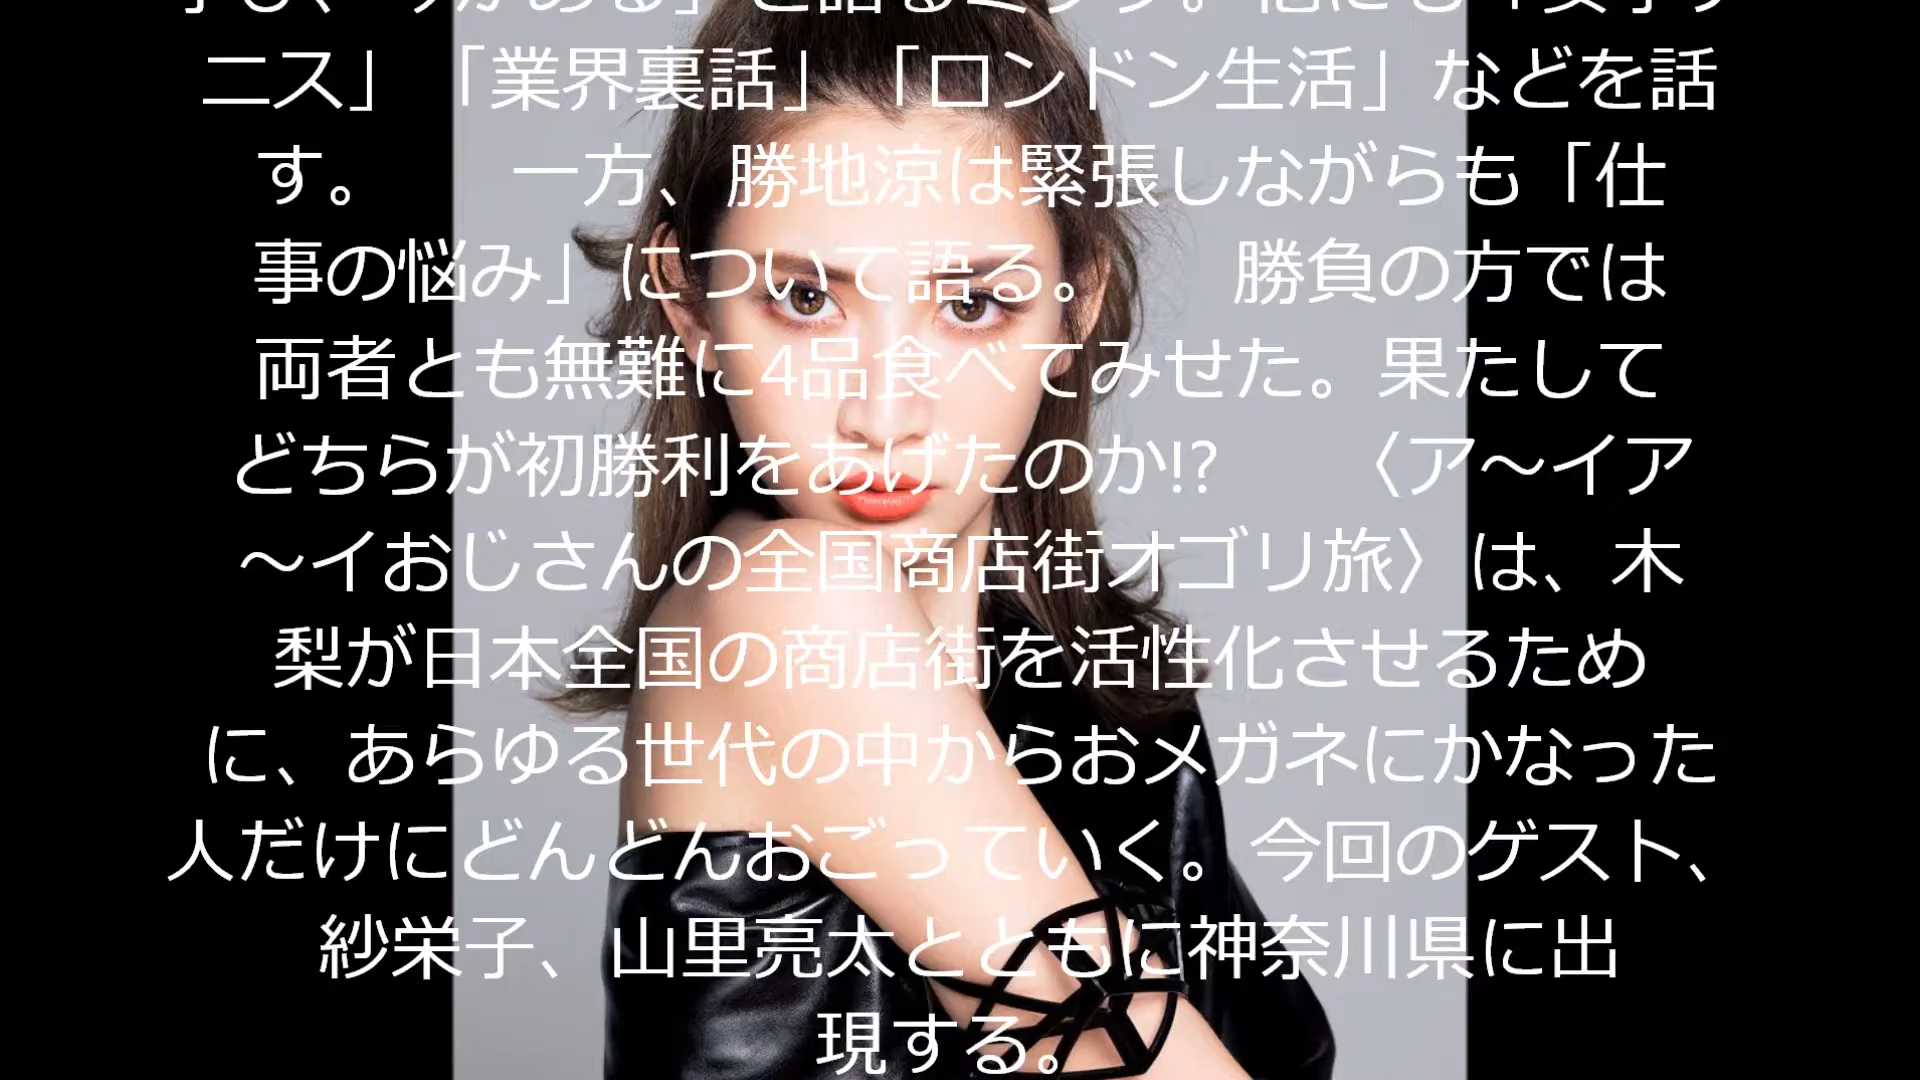 ニス」「業界裏話」「ロンドン生活」などを話
す。　　一方、勝地涼は緊張しながらも「仕
事の悩み」について語る。　　勝負の方では
両者とも無難に4品食べてみせた。果たして
どちらが初勝利をあげたのか!?　　〈ア～イア
～イおじさんの全国商店街オゴリ旅〉は、木
梨が日本全国の商店街を活性化させるため
に、あらゆる世代の中からおメガネにかなった
人だけにどんどんおごっていく。今回のゲスト、
紗栄子、山里亮太とともに神奈川県に出
現する。